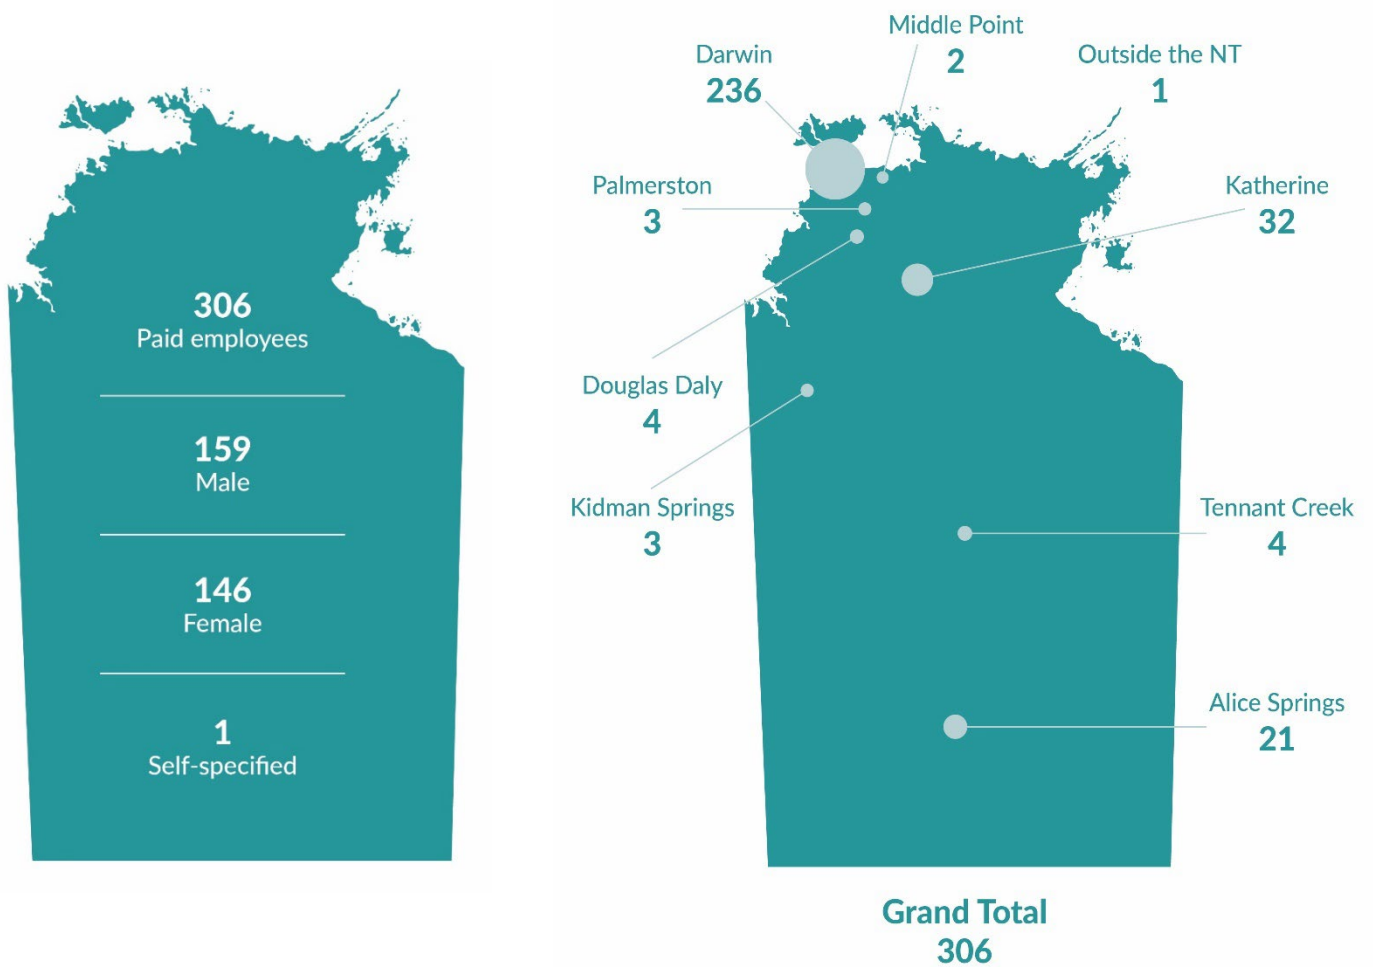 306
Paid employees
159
Male
146
Female
1
Self-specified
Middle Point
2
Darwin
236
Outside the NT
1
Palmerston
3
Katherine
32
Douglas Daly
4
Kidman Springs
3
Tennant Creek
4
Alice Springs
21
Grand Total
306